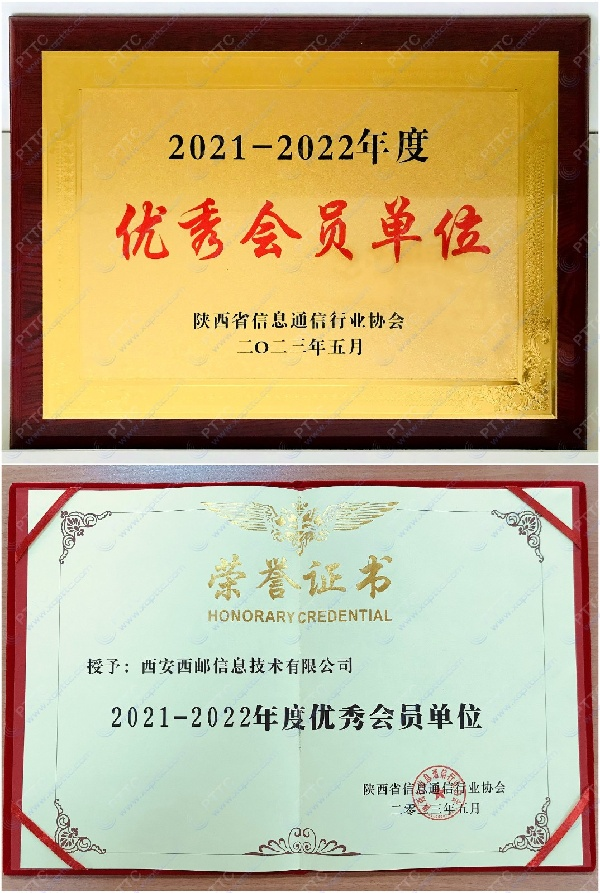 2021-2022年度
优秀会员单位
陕西省信息通信行业协会
二〇二三年五月
荣誉证书
HONORARY CREDENTIAL
授予：西安西邮信息技术有限公司
2021-2022年度优秀会员单位
陕西省信息通信行业协会
二〇二三年五月